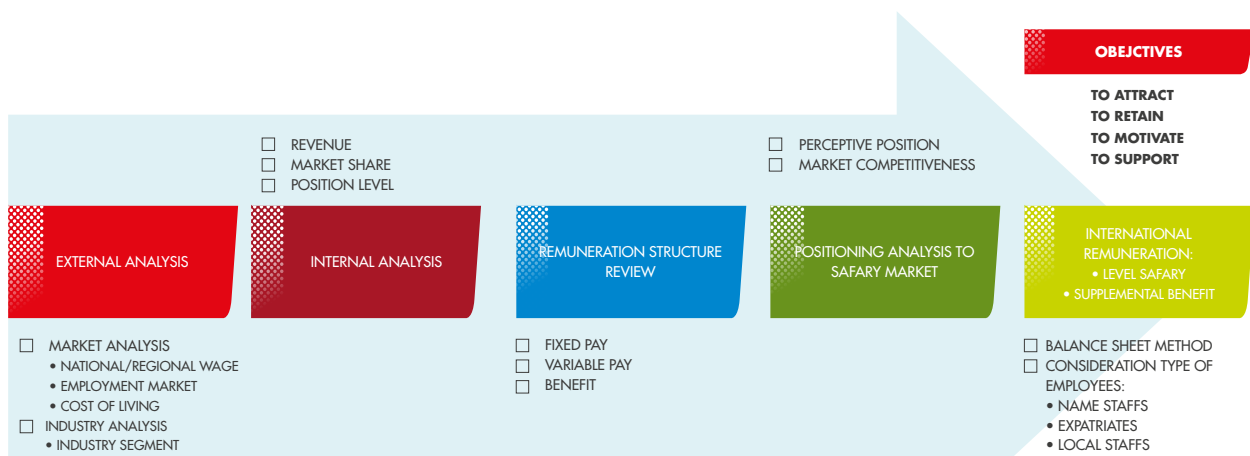 OBEJCTIVES
TO ATTRACT
TO RETAIN
TO MOTIVATE
TO SUPPORT
☐ REVENUE
☐ MARKET SHARE
☐ POSITION LEVEL
☐ PERCEPTIVE POSITION
☐ MARKET COMPETITIVENESS
EXTERNAL ANALYSIS
INTERNAL ANALYSIS
REMUNERATION STRUCTURE
REVIEW
POSITIONING ANALYSIS TO
SAFARY MARKET
INTERNATIONAL
REMUNERATION:
• LEVEL SAFARY
• SUPPLEMENTAL BENEFIT
☐ MARKET ANALYSIS
• NATIONAL/REGIONAL WAGE
• EMPLOYMENT MARKET
• COST OF LIVING
☐ INDUSTRY ANALYSIS
• INDUSTRY SEGMENT
☐ FIXED PAY
☐ VARIABLE PAY
☐ BENEFIT
☐ BALANCE SHEET METHOD
☐ CONSIDERATION TYPE OF
EMPLOYEES:
• NAME STAFFS
• EXPATRIATES
• LOCAL STAFFS